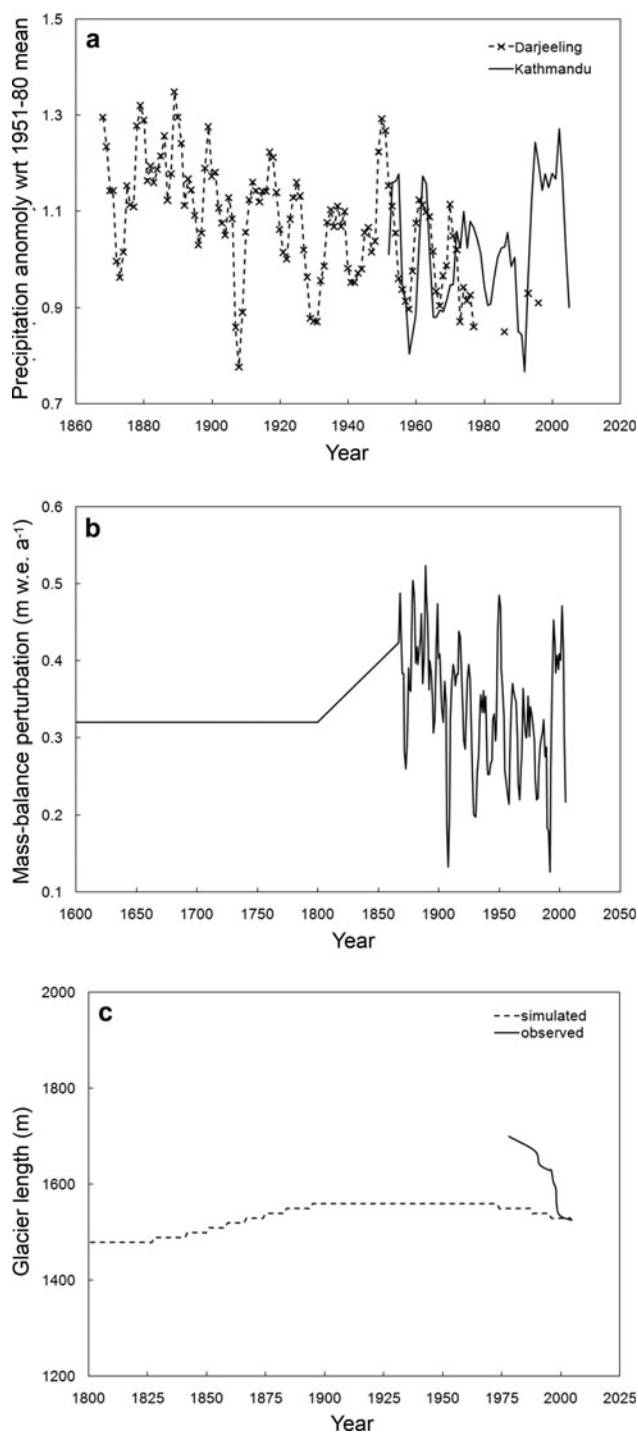 a
Darjeeling
Kathmandu
Precipitation anomoly wrt 1951-80 mean
1.5
1.3
1.1
0.9
0.7
1860 1880 1900 1920 1940 1960 1980 2000 2020
Year
b
Mass-balance perturbation (m w.e. a-1)
0.6
0.5
0.4
0.3
0.2
0.1
1600 1650 1700 1750 1800 1850 1900 1950 2000 2050
Year
c
simulated
observed
Glacier length (m)
2000
1800
1600
1400
1200
1800 1825 1850 1875 1900 1925 1950 1975 2000 2025
Year